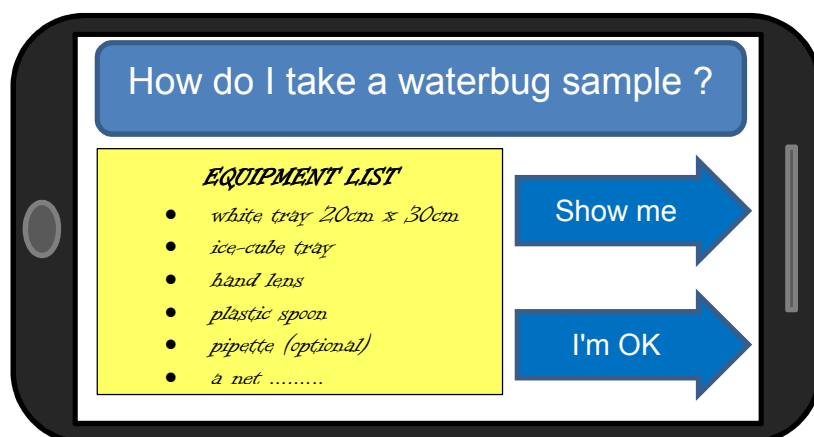 How do I take a waterbug sample ?
EQUIPMENT LIST
• white tray 20cm x 30cm
• ice-cube tray
• hand lens
• plastic spoon
• pipette (optional)
• a net .........
Show me
I'm OK